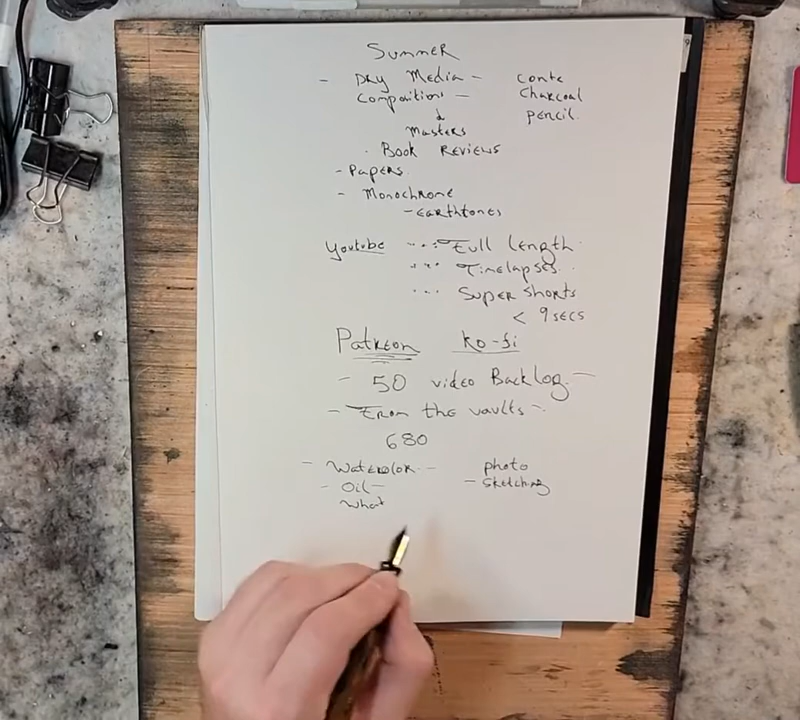 Summer
- Dry Media - Conte
Compositions - Charcoal
& pencil.
Masters
. Book Reviews
- Papers.
- Monochrome
- earthtones
Youtube ... Full length
... Timelapses.
... Super Shorts
< 9 secs
Patreon Ko-fi
- 50 video Backlog. -
- From the vaults -
680
- Watercolor. - photo
- Oil - - Sketching
What